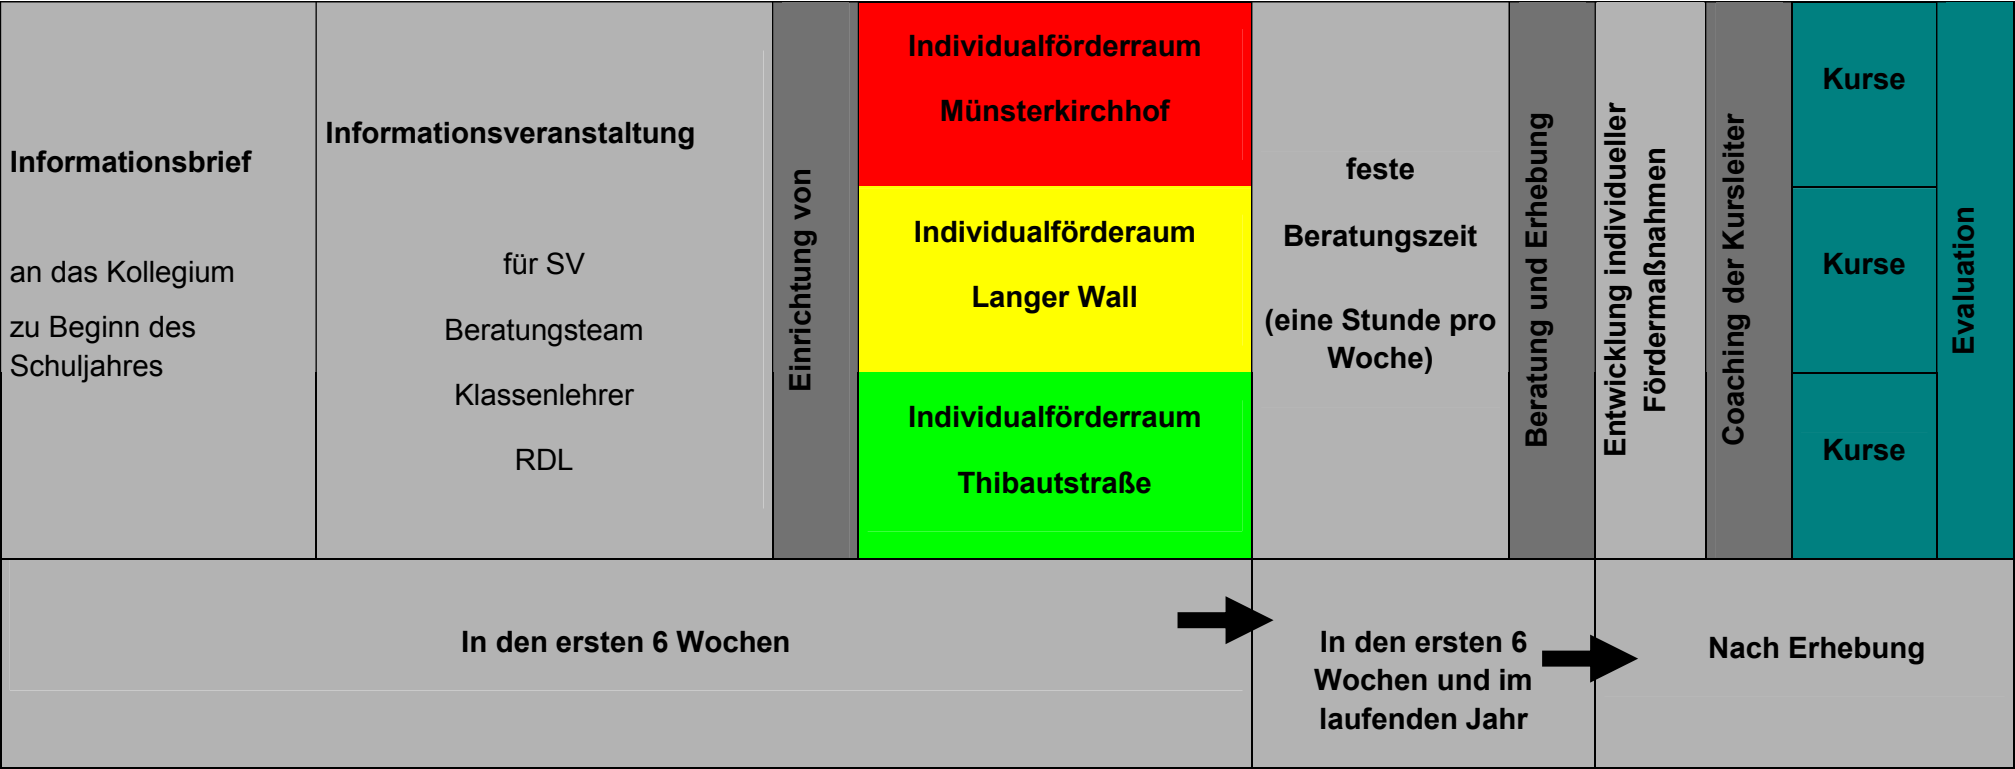 Informationsbrief
an das Kollegium
zu Beginn des
Schuljahres
Informationsveranstaltung
für SV
Beratungsteam
Klassenlehrer
RDL
Einrichtung von
Individualförderraum
Münsterkirchhof
Individualförderaum
Langer Wall
Individualförderraum
Thibautstraße
feste
Beratungszeit
(eine Stunde pro
Woche)
Beratung und Erhebung
Entwicklung individueller
Fördermaßnahmen
Coaching der Kursleiter
Kurse
Kurse
Kurse
Evaluation
In den ersten 6 Wochen
In den ersten 6
Wochen und im
laufenden Jahr
Nach Erhebung